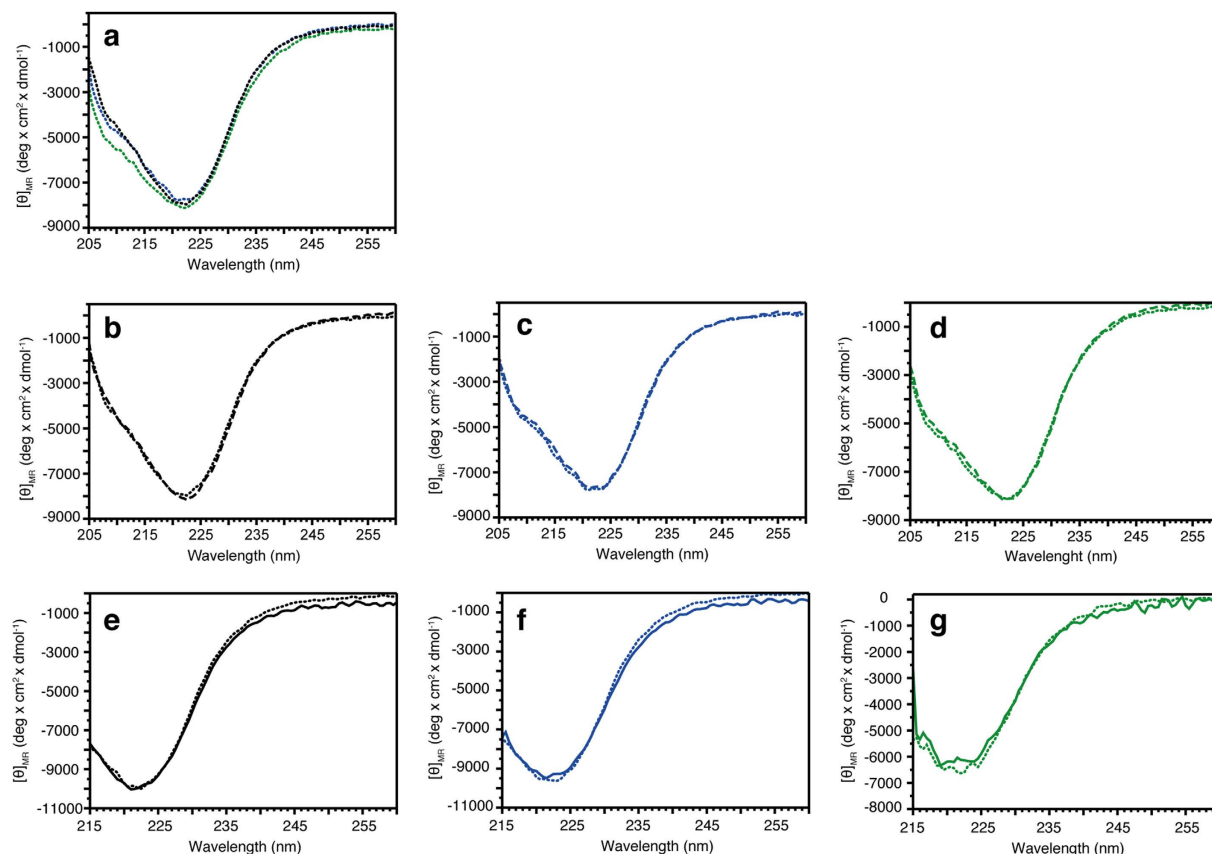 a
-1000
-3000
-5000
-7000
-9000
[θ]MR (deg x cm² x dmol⁻¹)
205 215 225 235 245 255
Wavelength (nm)
b
-1000
-3000
-5000
-7000
-9000
[θ]MR (deg x cm² x dmol⁻¹)
205 215 225 235 245 255
Wavelength (nm)
c
-1000
-3000
-5000
-7000
-9000
[θ]MR (deg x cm² x dmol⁻¹)
205 215 225 235 245 255
Wavelength (nm)
d
-1000
-3000
-5000
-7000
-9000
[θ]MR (deg x cm² x dmol⁻¹)
205 215 225 235 245 255
Wavelenght (nm)
e
-1000
-3000
-5000
-7000
-9000
-11000
[θ]MR (deg x cm² x dmol⁻¹)
215 225 235 245 255
Wavelength (nm)
f
-1000
-3000
-5000
-7000
-9000
-11000
[θ]MR (deg x cm² x dmol⁻¹)
215 225 235 245 255
Wavelength (nm)
g
0
-1000
-2000
-3000
-4000
-5000
-6000
-7000
-8000
[θ]MR (deg x cm² x dmol⁻¹)
215 225 235 245 255
Wavelength (nm)